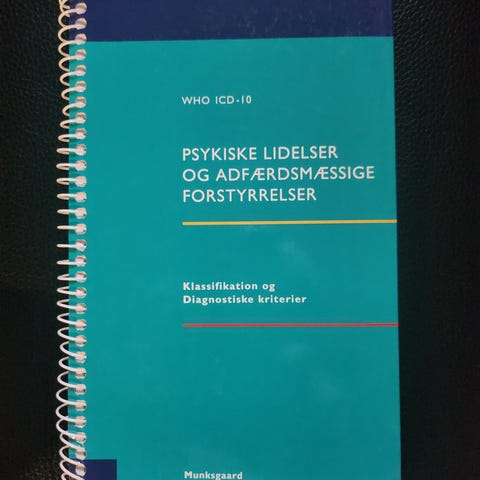 WHO ICD-10
PSYKISKE LIDELSER
OG ADFÆRDSMÆSSIGE
FORSTYRRELSER
Klassifikation og
Diagnostiske kriterier
Munksgaard